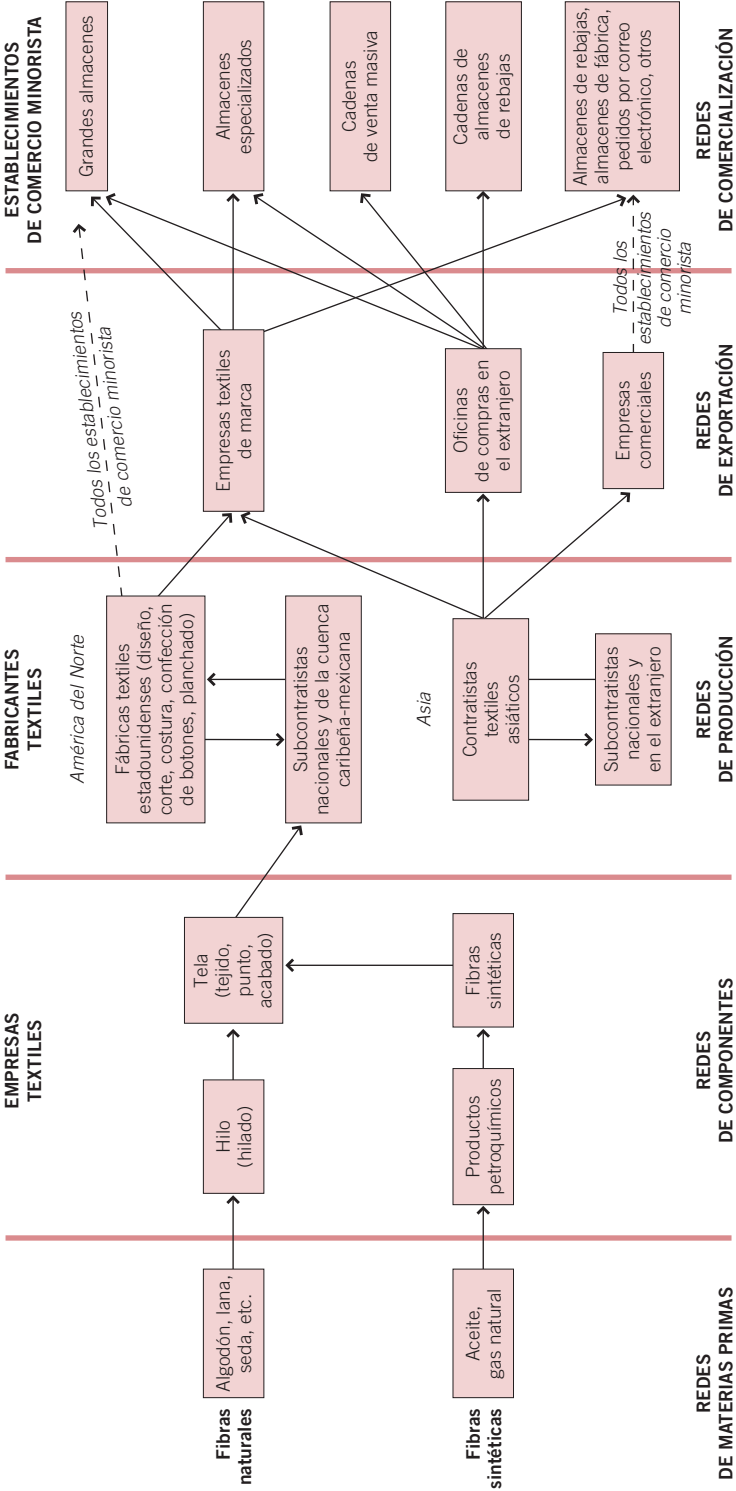 EMPRESAS
TEXTILES
FABRICANTES
TEXTILES
ESTABLECIMIENTOS
DE COMERCIO MINORISTA
Fibras
naturales
Algodón, lana,
seda, etc.
Hilo
(hilado)
Tela
(tejido,
punto,
acabado)
Fibras
sintéticas
Aceite,
gas natural
Productos
petroquímicos
Fibras
sintéticas
América del Norte
Fábricas textiles
estadounidenses (diseño,
corte, costura, confección
de botones, planchado)
Subcontratistas
nacionales y de la cuenca
caribeña-mexicana
Asia
Contratistas
textiles
asiáticos
Subcontratistas
nacionales y
en el extranjero
Todos los establecimientos
de comercio minorista
Empresas textiles
de marca
Oficinas
de compras en
el extranjero
Empresas
comerciales
Todos los
establecimientos
de comercio
minorista
Grandes almacenes
Almacenes
especializados
Cadenas
de venta masiva
Cadenas de
almacenes
de rebajas
Almacenes de rebajas,
almacenes de fábrica,
pedidos por correo
electrónico, otros
REDES
DE MATERIAS PRIMAS
REDES
DE COMPONENTES
REDES
DE PRODUCCIÓN
REDES
DE EXPORTACIÓN
REDES
DE COMERCIALIZACIÓN